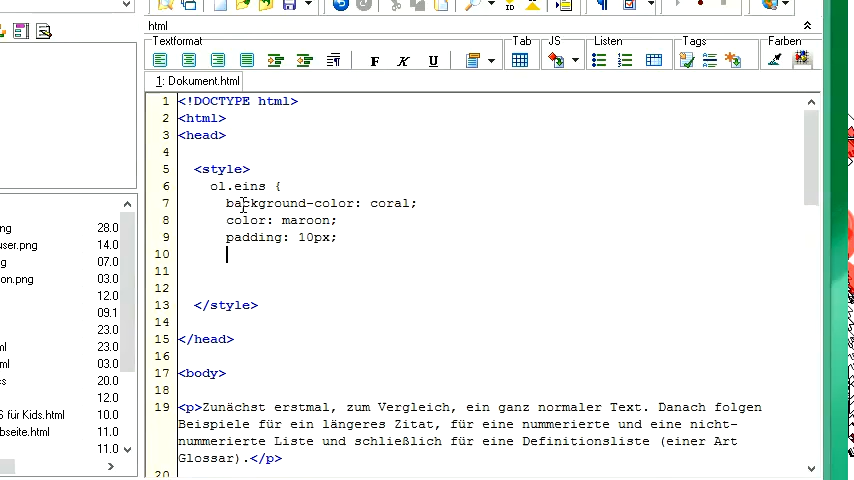 html
Textformat
Tab
JS
Listen
Tags
Farben
F K U
1: Dokument.html
1 <!DOCTYPE html>
2 <html>
3 <head>
4
5 <style>
6 ol.eins {
7 background-color: coral;
8 color: maroon;
9 padding: 10px;
10
11
12
13 </style>
14
15 </head>
16
17 <body>
18
19 <p>Zunächst erstmal, zum Vergleich, ein ganz normaler Text. Danach folgen
Beispiele für ein längeres Zitat, für eine nummerierte und eine nicht-
nummerierte Liste und schließlich für eine Definitionsliste (einer Art
Glossar).</p>
20
ng 28.0
user.png 14.0
g 07.0
on.png 03.0
12.0
09.1
23.0
ml 23.0
ml 03.0
cs 20.0
12.0
S für Kids.html 10.0
bseite.html 11.0
11.0